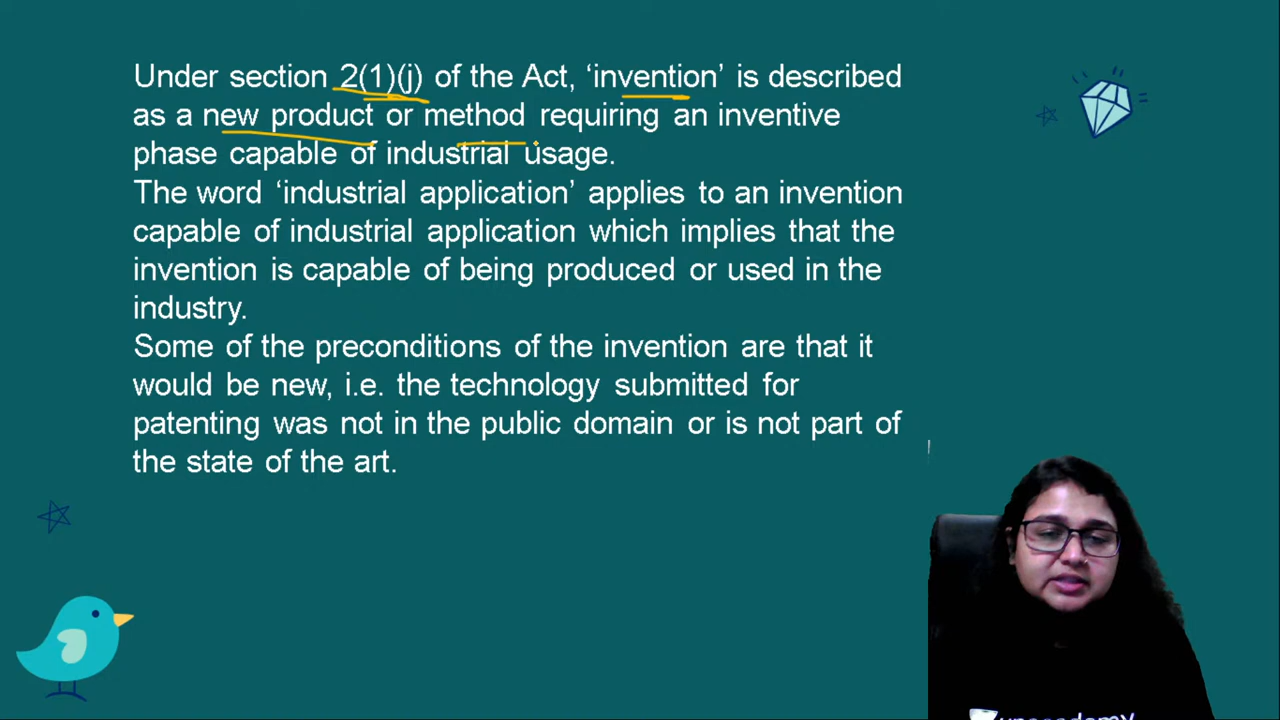 Under section 2(1)(j) of the Act, ‘invention’ is described
as a new product or method requiring an inventive
phase capable of industrial usage.
The word ‘industrial application’ applies to an invention
capable of industrial application which implies that the
invention is capable of being produced or used in the
industry.
Some of the preconditions of the invention are that it
would be new, i.e. the technology submitted for
patenting was not in the public domain or is not part of
the state of the art.